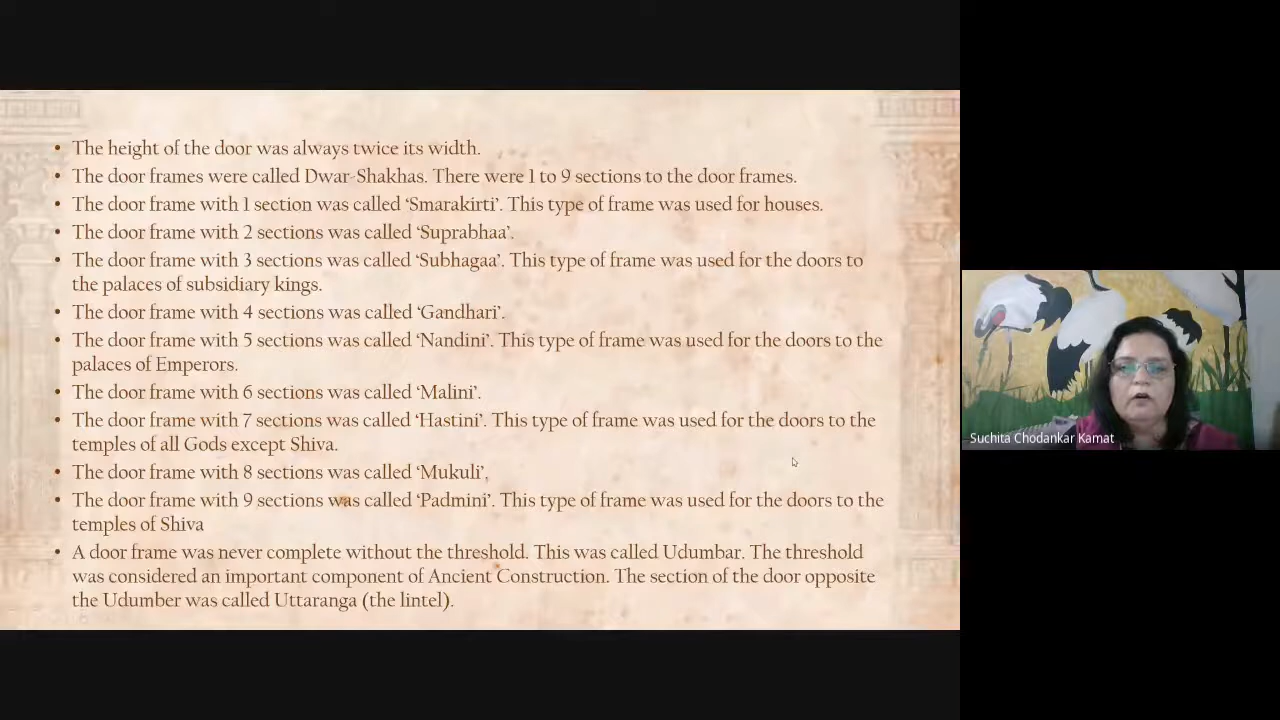 • The height of the door was always twice its width.
• The door frames were called Dwar-Shakhas. There were 1 to 9 sections to the door frames.
• The door frame with 1 section was called ‘Smarakirti’. This type of frame was used for houses.
• The door frame with 2 sections was called ‘Suprabhaa’.
• The door frame with 3 sections was called ‘Subhagaa’. This type of frame was used for the doors to
the palaces of subsidiary kings.
• The door frame with 4 sections was called ‘Gandhari’.
• The door frame with 5 sections was called ‘Nandini’. This type of frame was used for the doors to the
palaces of Emperors.
• The door frame with 6 sections was called ‘Malini’.
• The door frame with 7 sections was called ‘Hastini’. This type of frame was used for the doors to the
temples of all Gods except Shiva.
• The door frame with 8 sections was called ‘Mukuli’,
• The door frame with 9 sections was called ‘Padmini’. This type of frame was used for the doors to the
temples of Shiva
• A door frame was never complete without the threshold. This was called Udumbar. The threshold
was considered an important component of Ancient Construction. The section of the door opposite
the Udumber was called Uttaranga (the lintel).
Suchita Chodankar Kamat